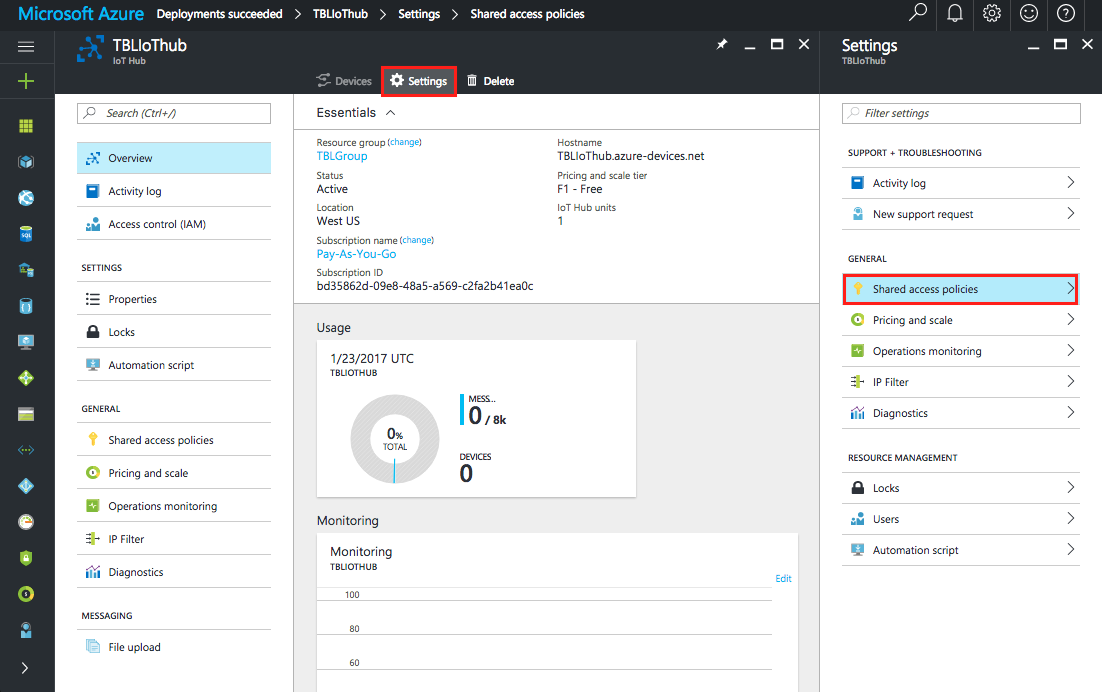 Microsoft Azure Deployments succeeded > TBLIoThub > Settings > Shared access policies
TBLIoThub
IoT Hub
Devices Settings Delete
Search (Ctrl+/)
Overview
Activity log
Access control (IAM)
SETTINGS
Properties
Locks
Automation script
GENERAL
Shared access policies
Pricing and scale
Operations monitoring
IP Filter
Diagnostics
MESSAGING
File upload
Essentials
Resource group (change)
TBLGroup
Status
Active
Location
West US
Subscription name (change)
Pay-As-You-Go
Subscription ID
bd35862d-09e8-48a5-a569-c2fa2b41ea0c
Hostname
TBLIoThub.azure-devices.net
Pricing and scale tier
F1 - Free
IoT Hub units
1
Usage
1/23/2017 UTC
TBLIOTHUB
0%
TOTAL
MESS...
0 / 8k
DEVICES
0
Monitoring
Monitoring
TBLIOTHUB
Edit
100
80
60
Settings
TBLIoThub
Filter settings
SUPPORT + TROUBLESHOOTING
Activity log
New support request
GENERAL
Shared access policies
Pricing and scale
Operations monitoring
IP Filter
Diagnostics
RESOURCE MANAGEMENT
Locks
Users
Automation script